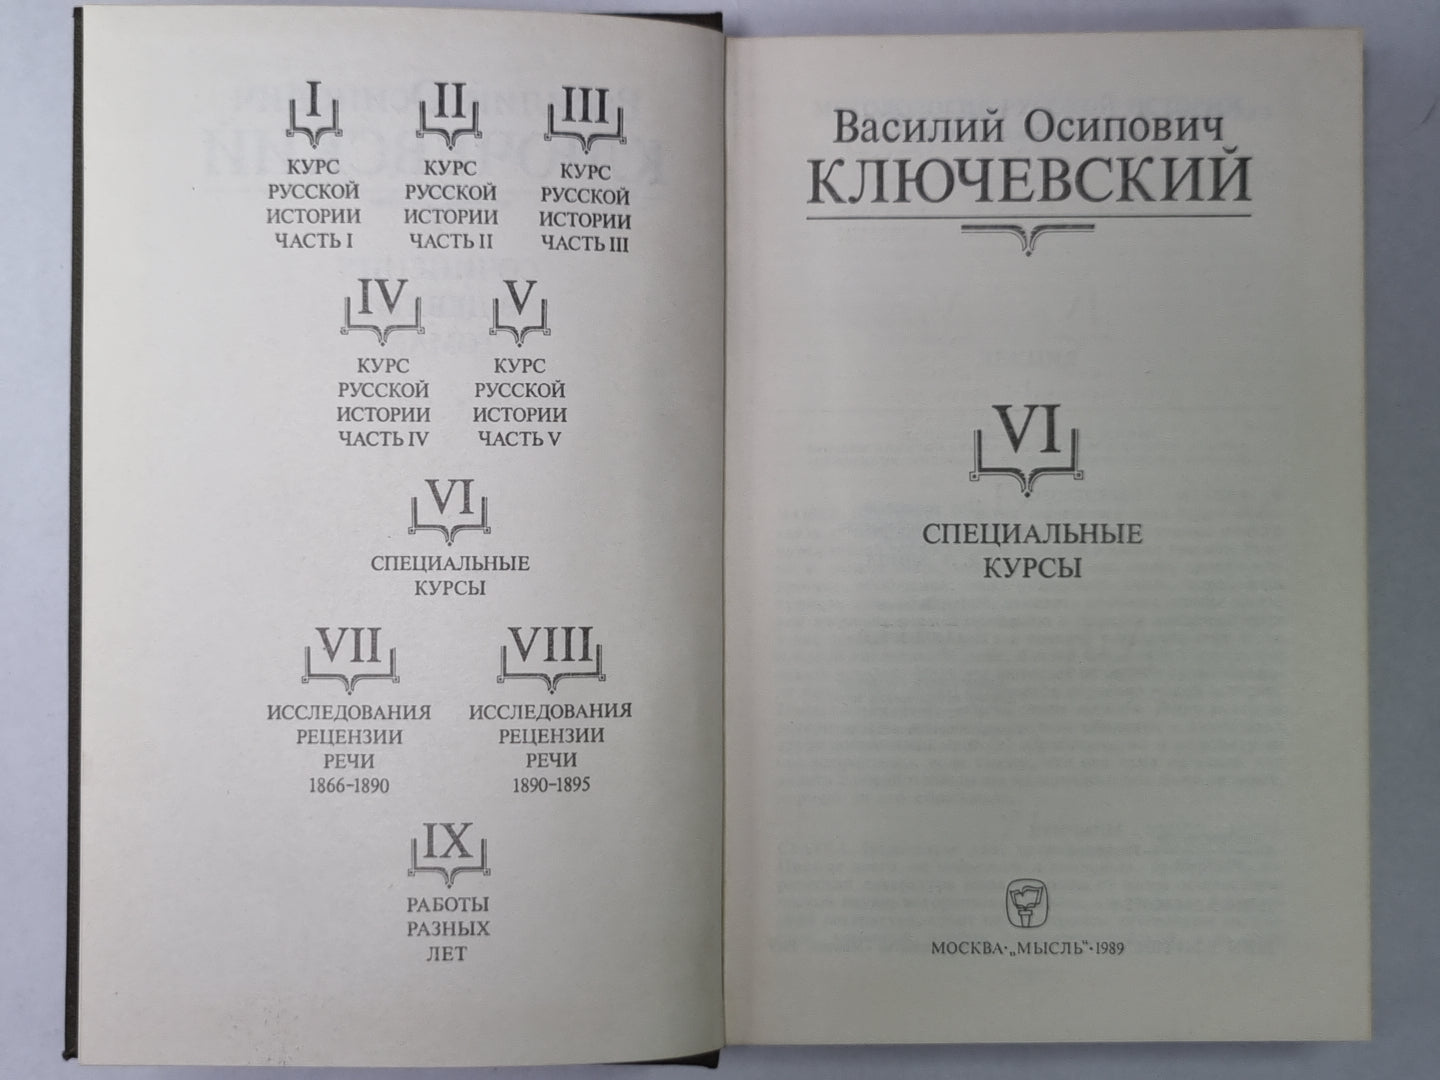 I
КУРС
РУССКОЙ
ИСТОРИИ
ЧАСТЬ I
II
КУРС
РУССКОЙ
ИСТОРИИ
ЧАСТЬ II
III
КУРС
РУССКОЙ
ИСТОРИИ
ЧАСТЬ III
IV
КУРС
РУССКОЙ
ИСТОРИИ
ЧАСТЬ IV
V
КУРС
РУССКОЙ
ИСТОРИИ
ЧАСТЬ V
VI
СПЕЦИАЛЬНЫЕ
КУРСЫ
VII
ИССЛЕДОВАНИЯ
РЕЦЕНЗИИ
РЕЧИ
1866–1890
VIII
ИССЛЕДОВАНИЯ
РЕЦЕНЗИИ
РЕЧИ
1890–1895
IX
РАБОТЫ
РАЗНЫХ
ЛЕТ
Василий Осипович
КЛЮЧЕВСКИЙ
VI
СПЕЦИАЛЬНЫЕ
КУРСЫ
МОСКВА·„МЫСЛЬ“·1989